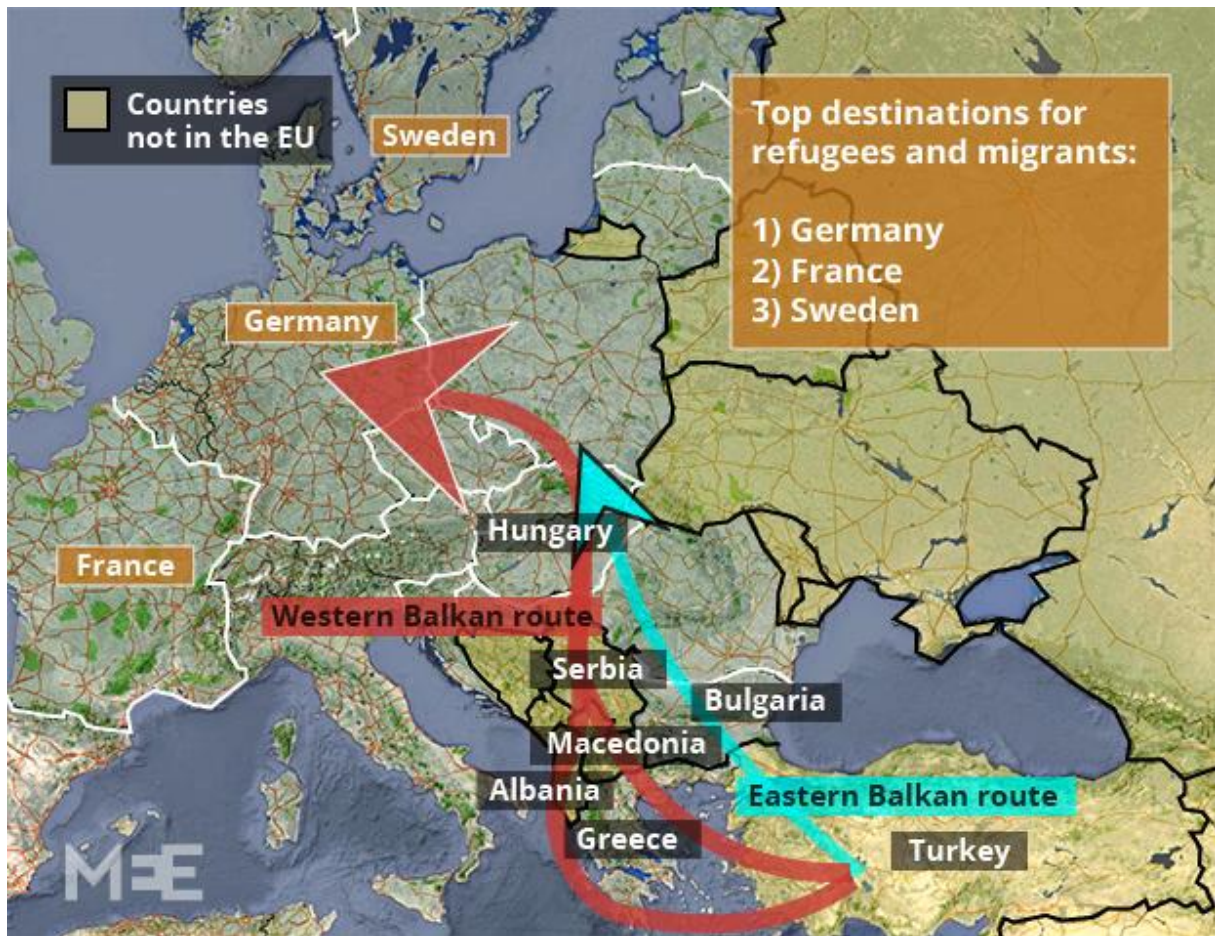 Countries
not in the EU
Sweden
Top destinations for
refugees and migrants:
1) Germany
2) France
3) Sweden
Germany
Hungary
France
Western Balkan route
Serbia
Bulgaria
Macedonia
Albania
Eastern Balkan route
Greece
Turkey
MEE